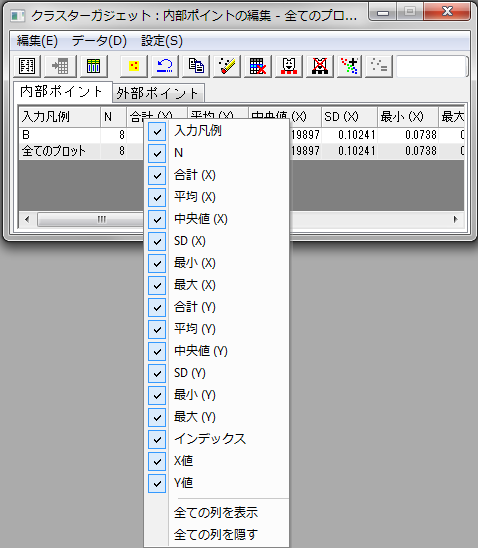 クラスターガジェット : 内部ポイントの編集 - 全てのプロ...
編集(E) データ(D) 設定(S)
内部ポイント 外部ポイント
入力凡例 N 合計 (X) 平均 (X) 中央値 (X) SD (X) 最小 (X) 最大
B 8 19897 0.10241 0.0738
全てのプロット 8 19897 0.10241 0.0738
入力凡例
N
合計 (X)
平均 (X)
中央値 (X)
SD (X)
最小 (X)
最大 (X)
合計 (Y)
平均 (Y)
中央値 (Y)
SD (Y)
最小 (Y)
最大 (Y)
インデックス
X値
Y値
全ての列を表示
全ての列を隠す